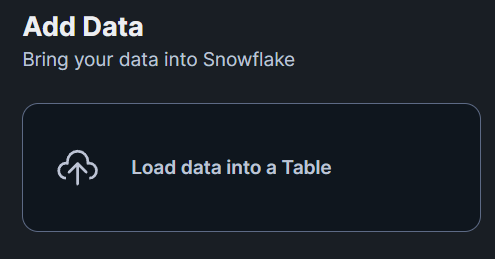 Add Data
Bring your data into Snowflake
Load data into a Table